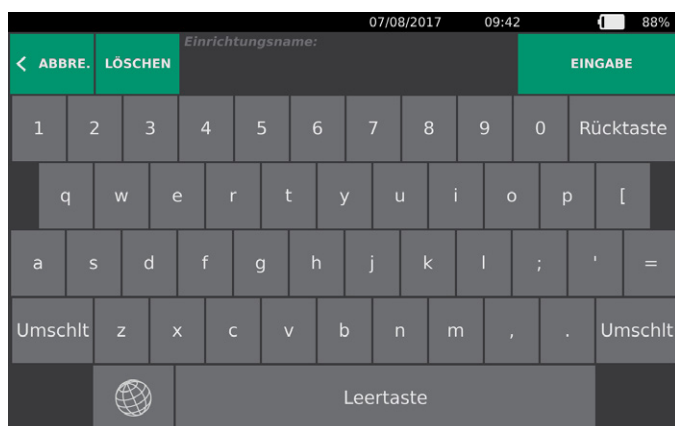 07/08/2017 09:42 88%
Einrichtungsname:
< ABBRE. LÖSCHEN EINGABE
1 2 3 4 5 6 7 8 9 0 Rücktaste
q w e r t y u i o p [
a s d f g h j k l ; ' =
Umschlt z x c v b n m , . Umschlt
Leertaste